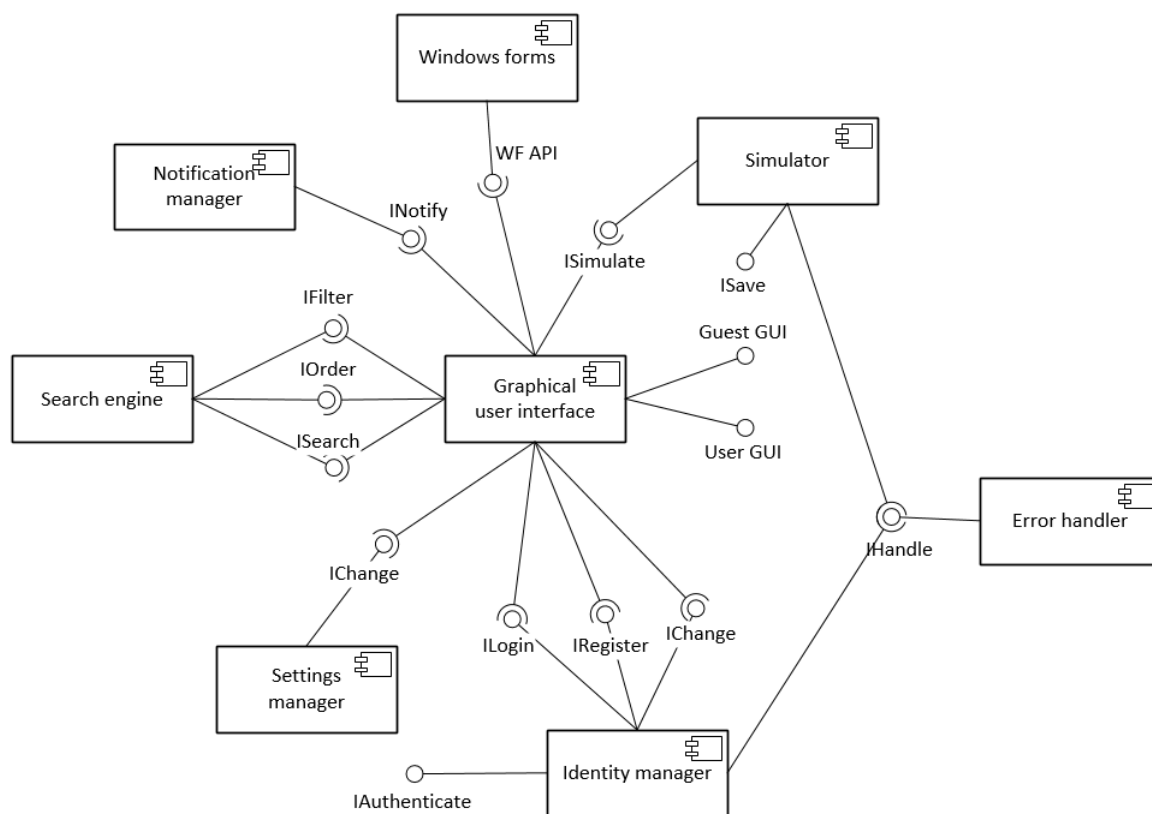 Windows forms
WF API
Simulator
Notification
manager
INotify
ISimulate
ISave
IFilter
Guest GUI
IOrder
Search engine
Graphical
user interface
ISearch
User GUI
Error handler
IHandle
IChange
ILogin
IRegister
IChange
Settings
manager
Identity manager
IAuthenticate